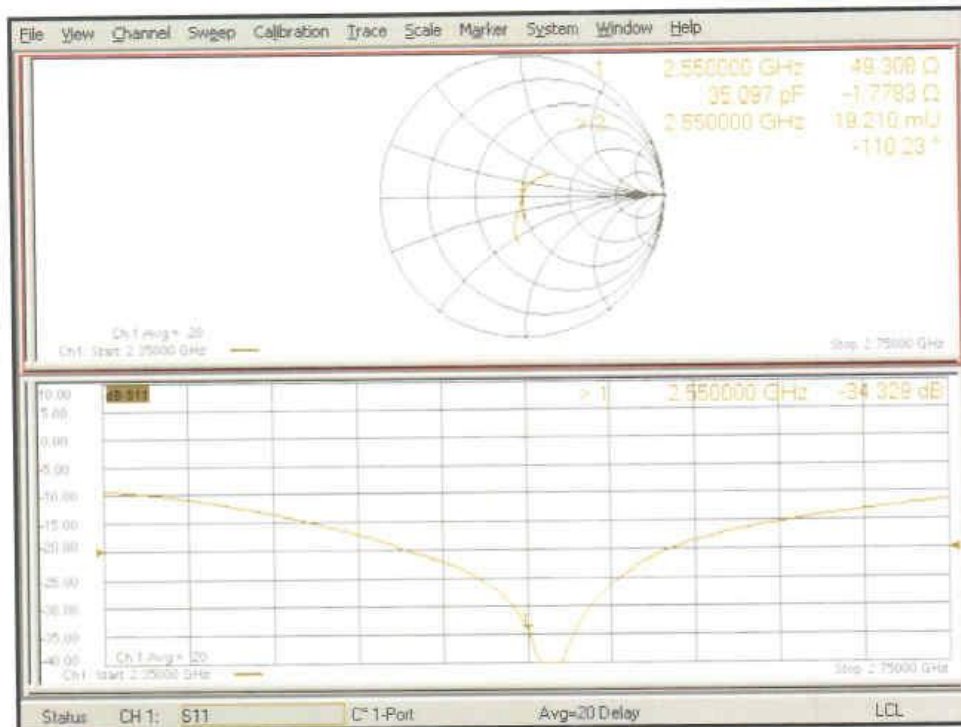 File View Channel Sweep Calibration Trace Scale Marker System Window Help
1 2.550000 GHz 49.308 Ω
35.097 pF -1.7783 Ω
> 2 2.550000 GHz 19.210 mU
-110.23 °
Ch 1 Avg = 20
Ch1: Start 2.35000 GHz
Stop 2.75000 GHz
10.00
dB S11
> 1 2.550000 GHz -34.329 dB
5.00
0.00
-5.00
-10.00
-15.00
-20.00
-25.00
-30.00
-35.00
-40.00
Ch 1 Avg = 20
Ch1: Start 2.35000 GHz
Stop 2.75000 GHz
Status CH 1: S11 C* 1-Port Avg=20 Delay LCL